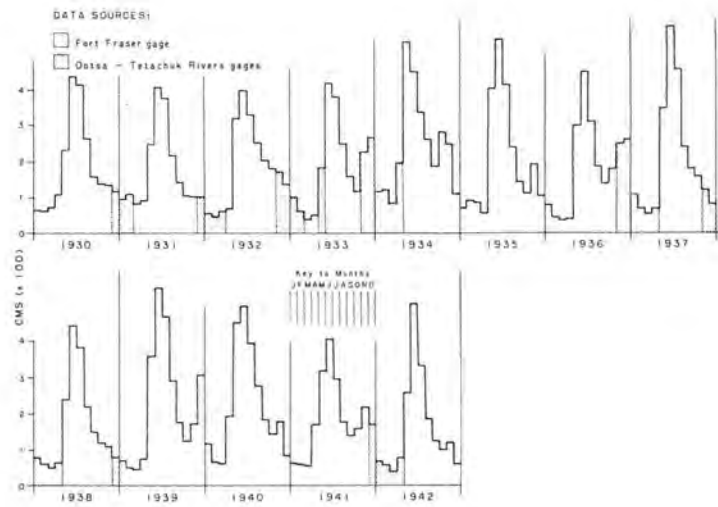 DATA SOURCES:
Fort Fraser gage
Ootsa - Tetachuk Rivers gages
4
3
2
1
0
1930 1931 1932 1933 1934 1935 1936 1937
CMS (x 100)
Key to Months
JFMAMJJASOND
4
3
2
1
0
1938 1939 1940 1941 1942